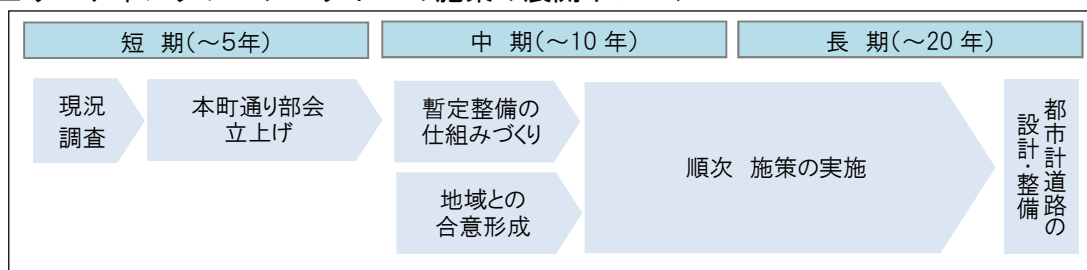 短 期(～5年)
中 期(～10 年)
長 期(～20 年)
現況
調査
本町通り部会
立上げ
暫定整備の
仕組みづくり
地域との
合意形成
順次 施策の実施
都市計道路の
設計・整備